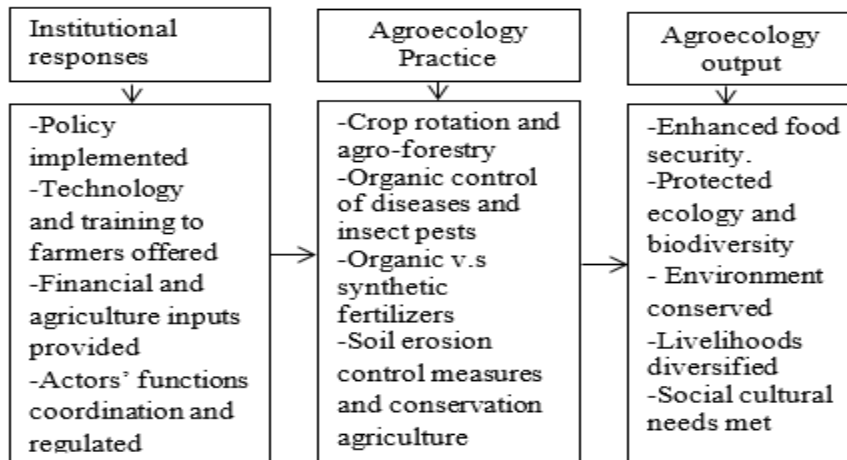 Institutional
responses
-Policy
implemented
-Technology
and training to
farmers offered
-Financial and
agriculture inputs
provided
-Actors’ functions
coordination and
regulated
Agroecology
Practice
-Crop rotation and
agro-forestry
-Organic control
of diseases and
insect pests
-Organic v.s
synthetic
fertilizers
-Soil erosion
control measures
and conservation
agriculture
Agroecology
output
-Enhanced food
security.
-Protected
ecology and
biodiversity
- Environment
conserved
-Livelihoods
diversified
-Social cultural
needs met